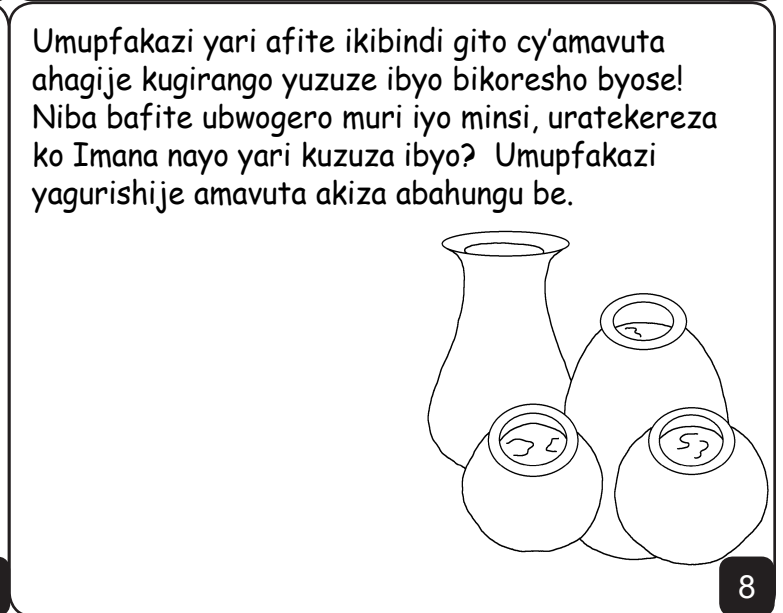 Umupfakazi yari afite ikibindi gito cy'amavuta
ahagije kugirango yuzuze ibyo bikoresho byose!
Niba bafite ubwogero muri iyo minsi, uratekereza
ko Imana nayo yari kuzuza ibyo?  Umupfakazi
yagurishije amavuta akiza abahungu be.
8